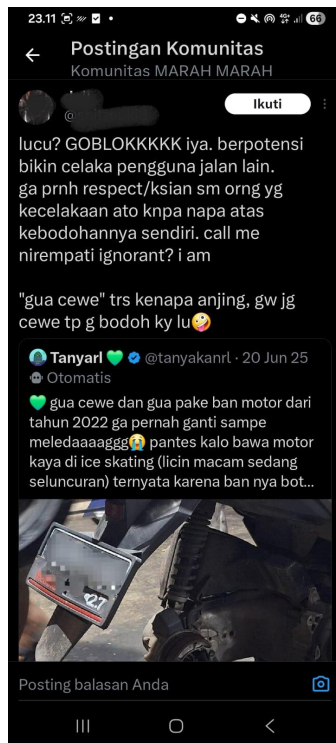 23.11
66
Postingan Komunitas
Komunitas MARAH MARAH
@
Ikuti
lucu? GOBLOKKKKK iya. berpotensi
bikin celaka pengguna jalan lain.
ga prnh respect/ksian sm orng yg
kecelakaan ato knpa napa atas
kebodohannya sendiri. call me
nirempati ignorant? i am
"gua cewe" trs kenapa anjing, gw jg
cewe tp g bodoh ky lu🤪
Tanyarl 💚 @tanyakanrl · 20 Jun 25
Otomatis
💚 gua cewe dan gua pake ban motor dari
tahun 2022 ga pernah ganti sampe
meledaaaaggg😭 pantes kalo bawa motor
kaya di ice skating (licin macam sedang
seluncuran) ternyata karena ban nya bot...
27
Posting balasan Anda